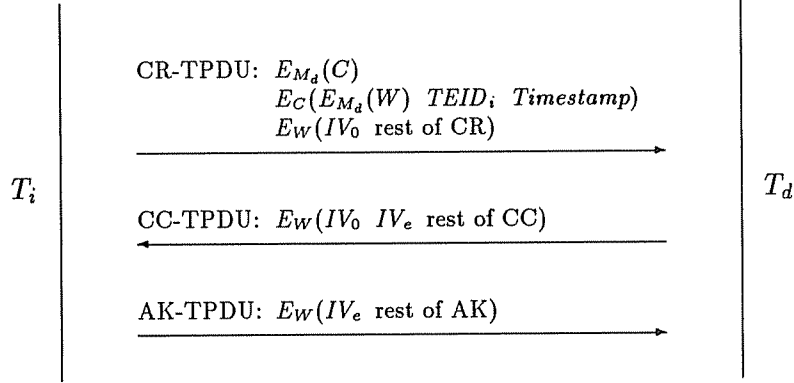 CR-TPDU: E_{M_d}(C)
E_C(E_{M_d}(W) TEID_i Timestamp)
E_W(IV_0 rest of CR)
T_i
T_d
CC-TPDU: E_W(IV_0 IV_e rest of CC)
AK-TPDU: E_W(IV_e rest of AK)